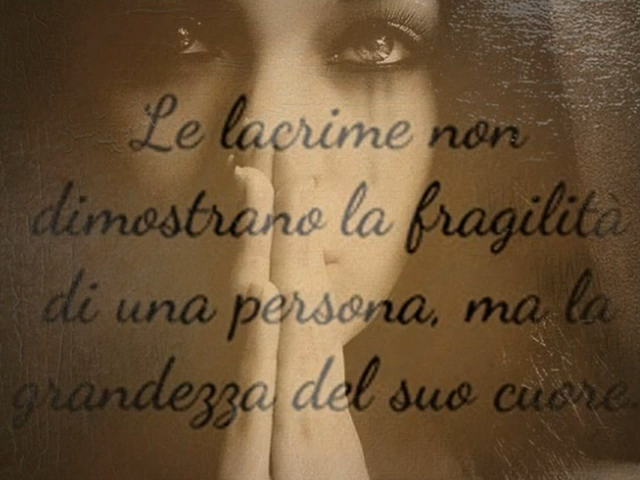 Le lacrime non
dimostrano la fragilità
di una persona, ma la
grandezza del suo cuore.